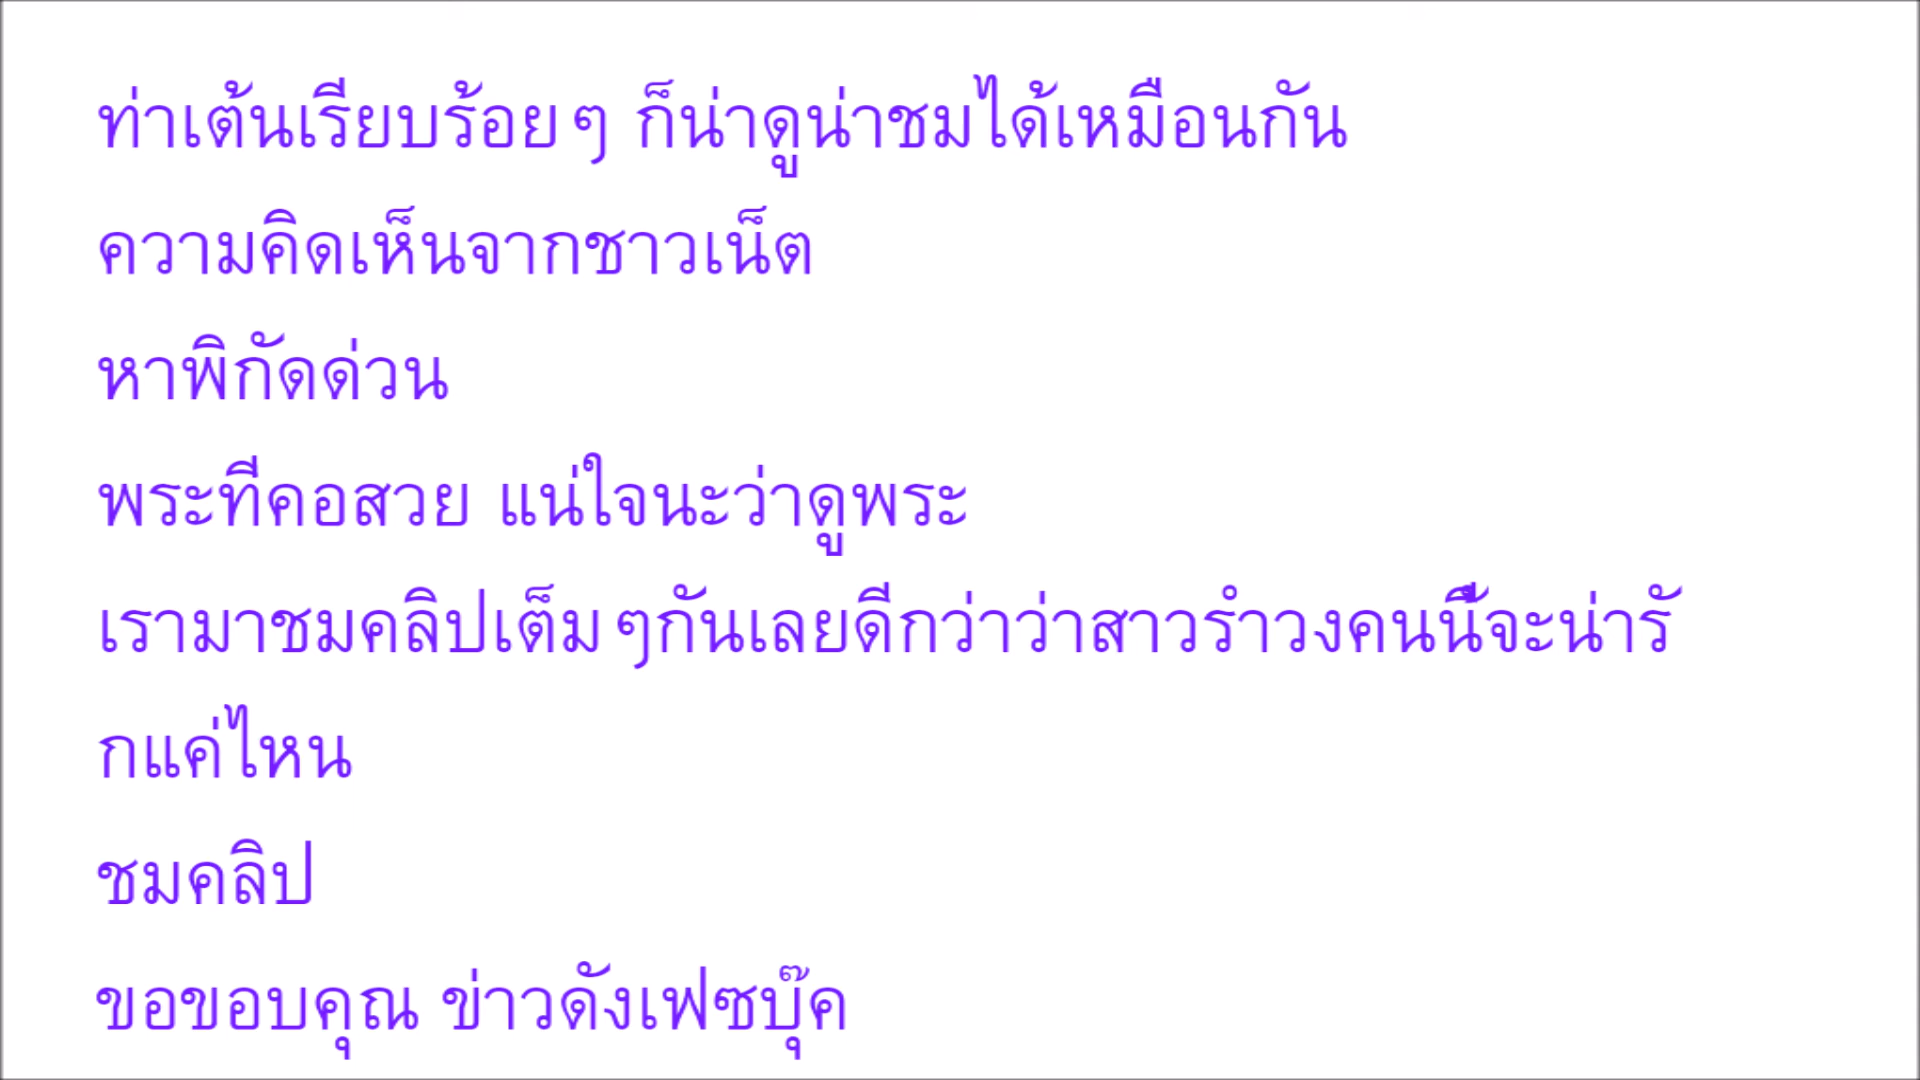 ท่าเต้นเรียบร้อยๆ ก็น่าดูน่าชมได้เหมือนกัน
ความคิดเห็นจากชาวเน็ต
หาพิกัดด่วน
พระที่คอสวย แน่ใจนะว่าดูพระ
เรามาชมคลิปเต็มๆกันเลยดีกว่าว่าสาวรำวงคนนี้จะน่ารั
กแค่ไหน
ชมคลิป
ขอขอบคุณ ข่าวดังเฟซบุ๊ค